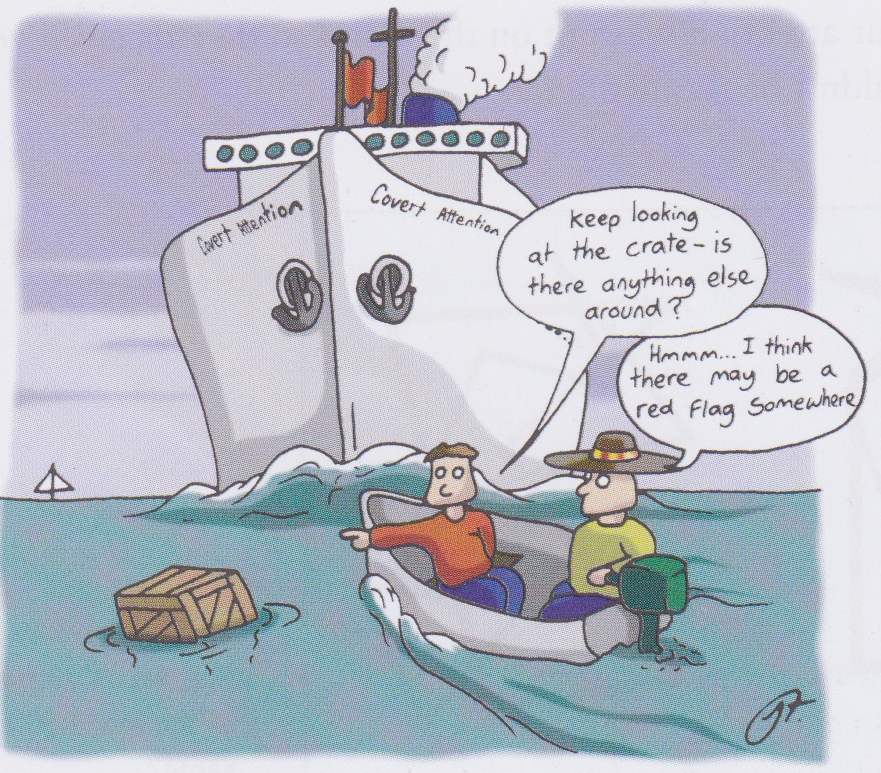 Covert Attention
Covert Attention
Keep looking
at the crate - is
there anything else
around?
Hmmm... I think
there may be a
red flag somewhere